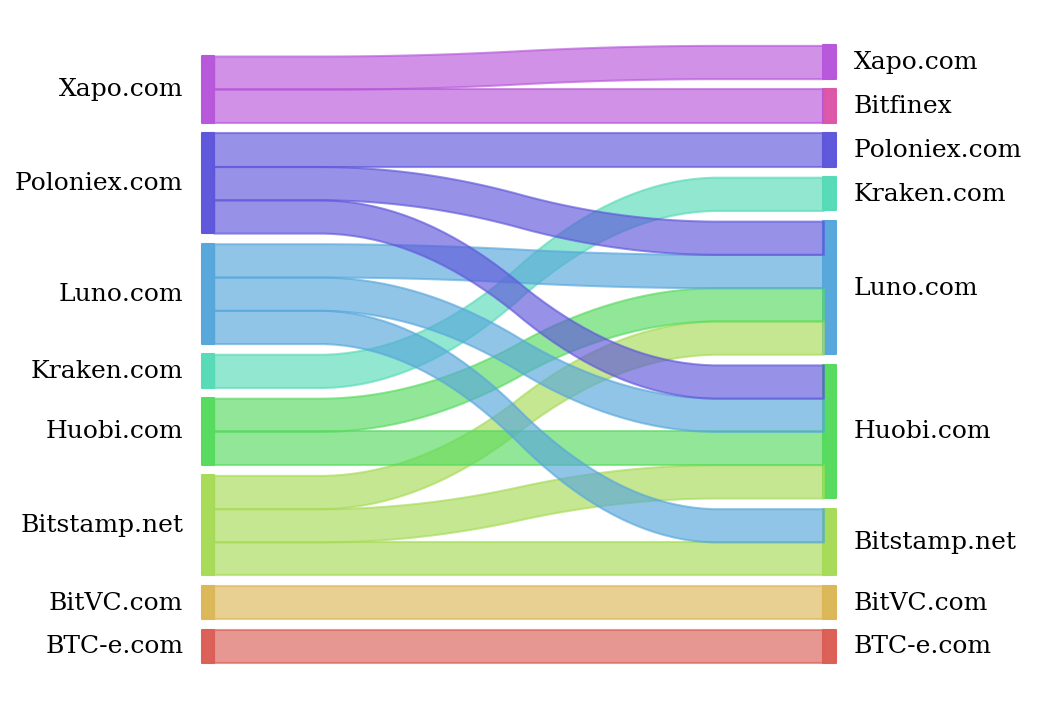 Xapo.com
Poloniex.com
Luno.com
Kraken.com
Huobi.com
Bitstamp.net
BitVC.com
BTC-e.com
Xapo.com
Bitfinex
Poloniex.com
Kraken.com
Luno.com
Huobi.com
Bitstamp.net
BitVC.com
BTC-e.com